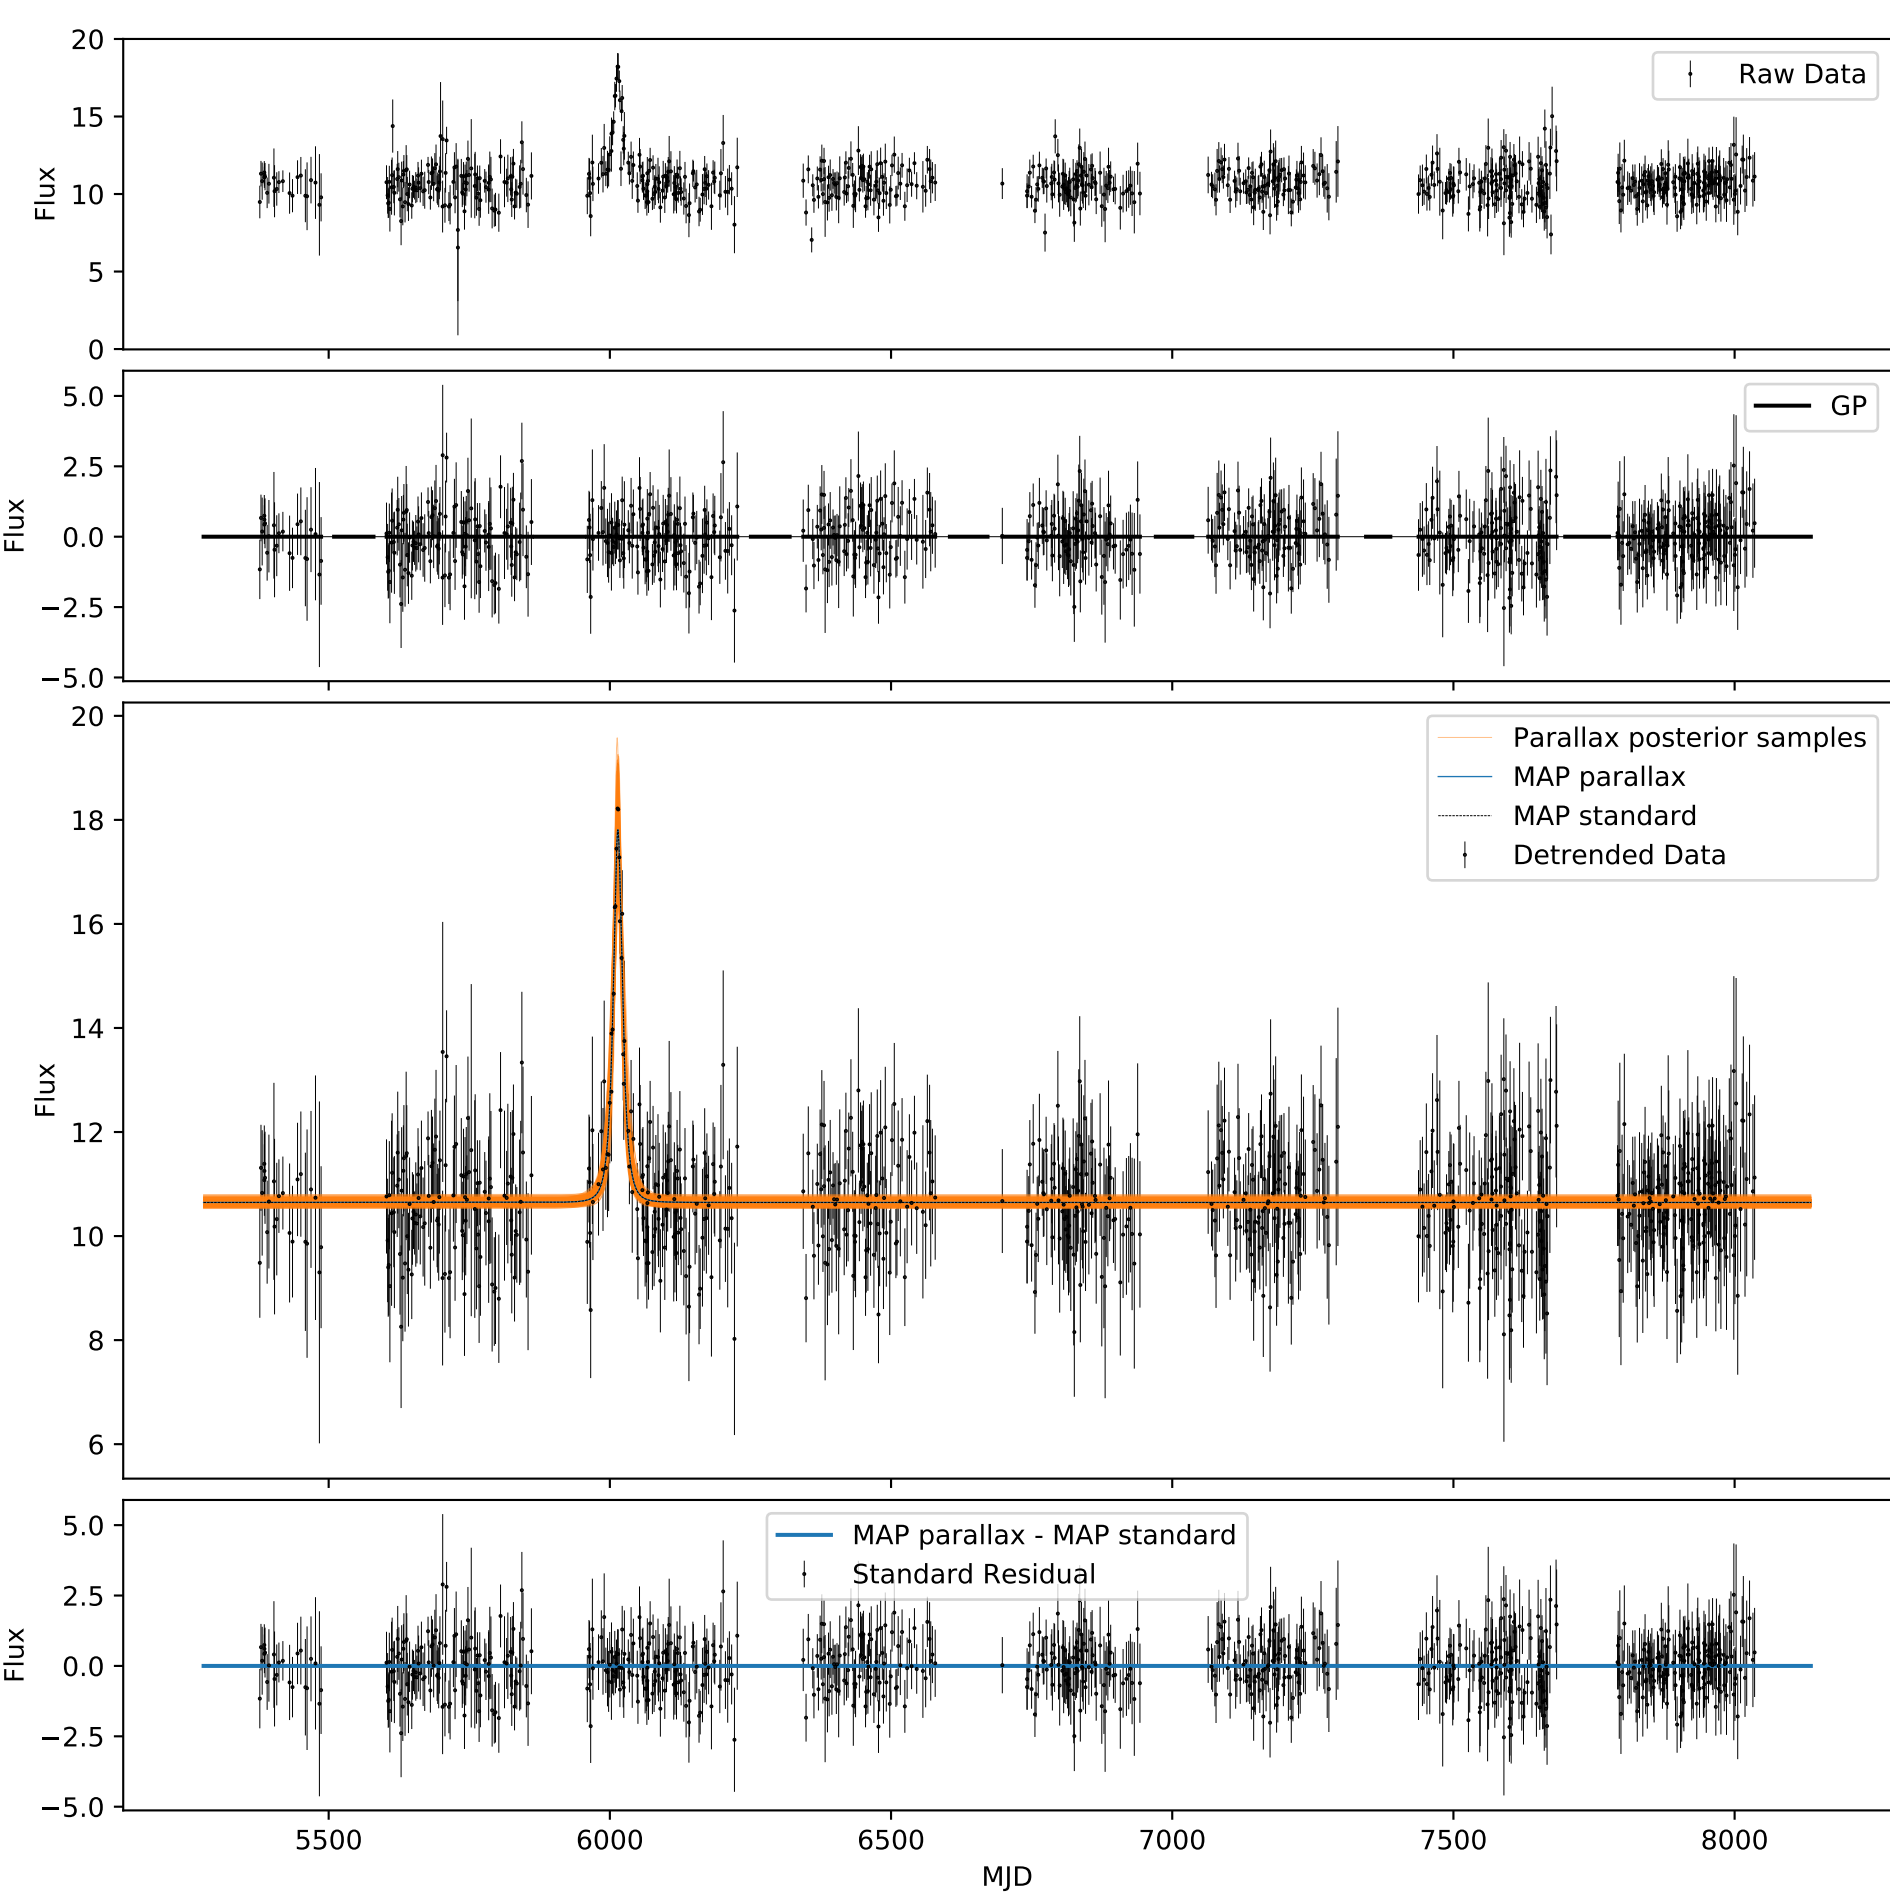 20
15
10
5
0
Flux
Raw Data
5.0
2.5
0.0
−2.5
−5.0
Flux
GP
20
18
16
14
12
10
8
6
Flux
Parallax posterior samples
MAP parallax
MAP standard
Detrended Data
5.0
2.5
0.0
−2.5
−5.0
Flux
MAP parallax - MAP standard
Standard Residual
5500 6000 6500 7000 7500 8000
MJD